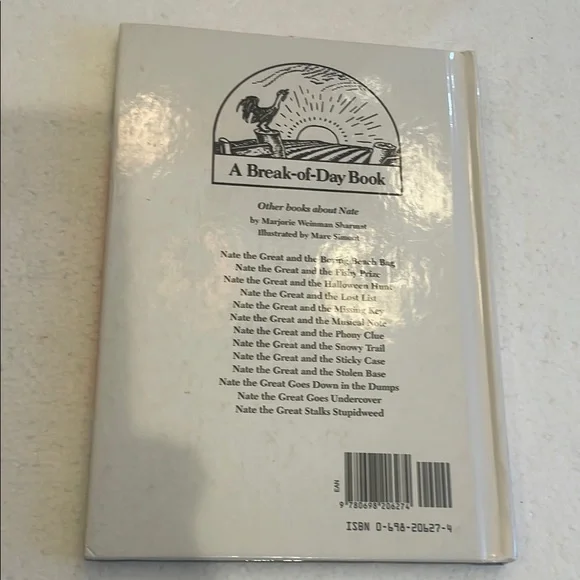 A Break-of-Day Book
Other books about Nate
by Marjorie Weinman Sharmat
Illustrated by Marc Simont
Nate the Great and the Boring Beach Bag
Nate the Great and the Fishy Prize
Nate the Great and the Halloween Hunt
Nate the Great and the Lost List
Nate the Great and the Missing Key
Nate the Great and the Musical Note
Nate the Great and the Phony Clue
Nate the Great and the Snowy Trail
Nate the Great and the Sticky Case
Nate the Great and the Stolen Base
Nate the Great Goes Down in the Dumps
Nate the Great Goes Undercover
Nate the Great Stalks Stupidweed
EAN
9 780698 206274
ISBN 0-698-20627-4